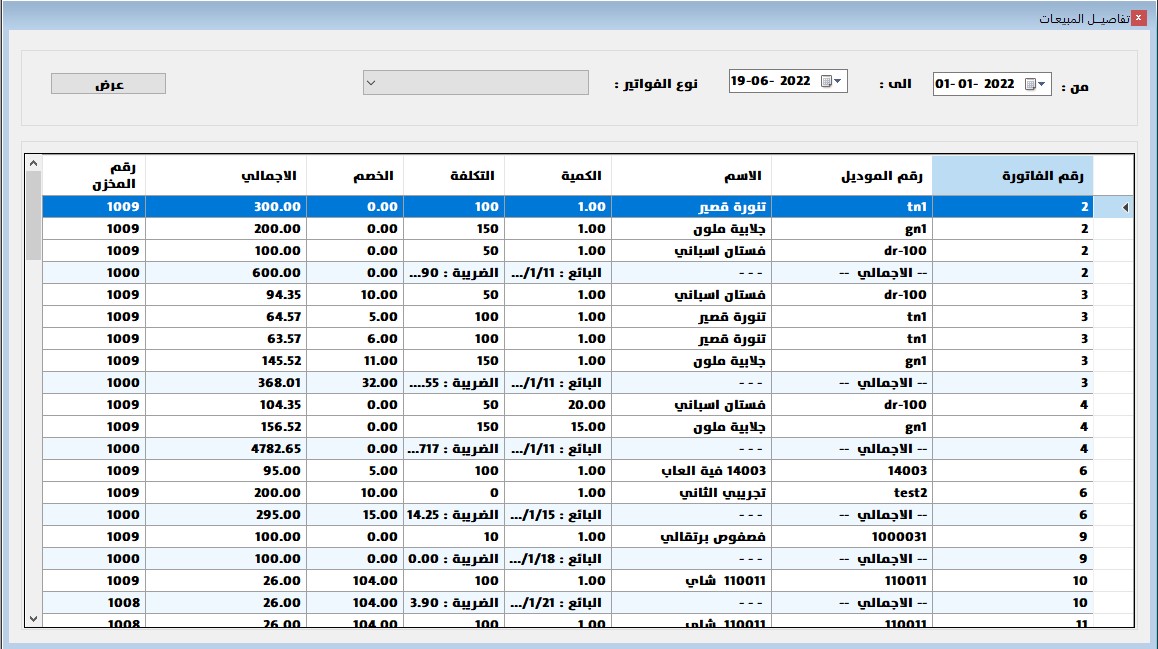 تفاصيل المبيعات
من : 01-01- 2022 الى : 19-06- 2022 نوع الفواتير : عرض
رقم الفاتورة رقم الموديل الاسم الكمية التكلفة الخصم الاجمالي رقم المخزن
2 tn1 تنورة قصير 1.00 100 0.00 300.00 1009
2 gn1 جلابية ملون 1.00 150 0.00 200.00 1009
2 dr-100 فستان اسباني 1.00 50 0.00 100.00 1009
2 -- الاجمالي -- - - - البائع : 1/11/... الضريبة : 90... 0.00 600.00 1000
3 dr-100 فستان اسباني 1.00 50 10.00 94.35 1009
3 tn1 تنورة قصير 1.00 100 5.00 64.57 1009
3 tn1 تنورة قصير 1.00 100 6.00 63.57 1009
3 gn1 جلابية ملون 1.00 150 11.00 145.52 1009
3 -- الاجمالي -- - - - البائع : 1/11/... الضريبة : 55.... 32.00 368.01 1000
4 dr-100 فستان اسباني 20.00 50 0.00 104.35 1009
4 gn1 جلابية ملون 15.00 150 0.00 156.52 1009
4 -- الاجمالي -- - - - البائع : 1/11/... الضريبة : 717... 0.00 4782.65 1000
6 14003 14003 فية العاب 1.00 100 5.00 95.00 1009
6 test2 تجريبي الثاني 1.00 0 10.00 200.00 1009
6 -- الاجمالي -- - - - البائع : 1/15/... الضريبة : 14.25 15.00 295.00 1000
9 1000031 فصفوص برتقالي 1.00 10 0.00 100.00 1009
9 -- الاجمالي -- - - - البائع : 1/18/... الضريبة : 0.00 0.00 100.00 1000
10 110011 110011 شاي 1.00 100 104.00 26.00 1009
10 -- الاجمالي -- - - - البائع : 1/21/... الضريبة : 3.90 104.00 26.00 1008
11 110011 110011 شاي 1.00 100 104.00 26.00 1008